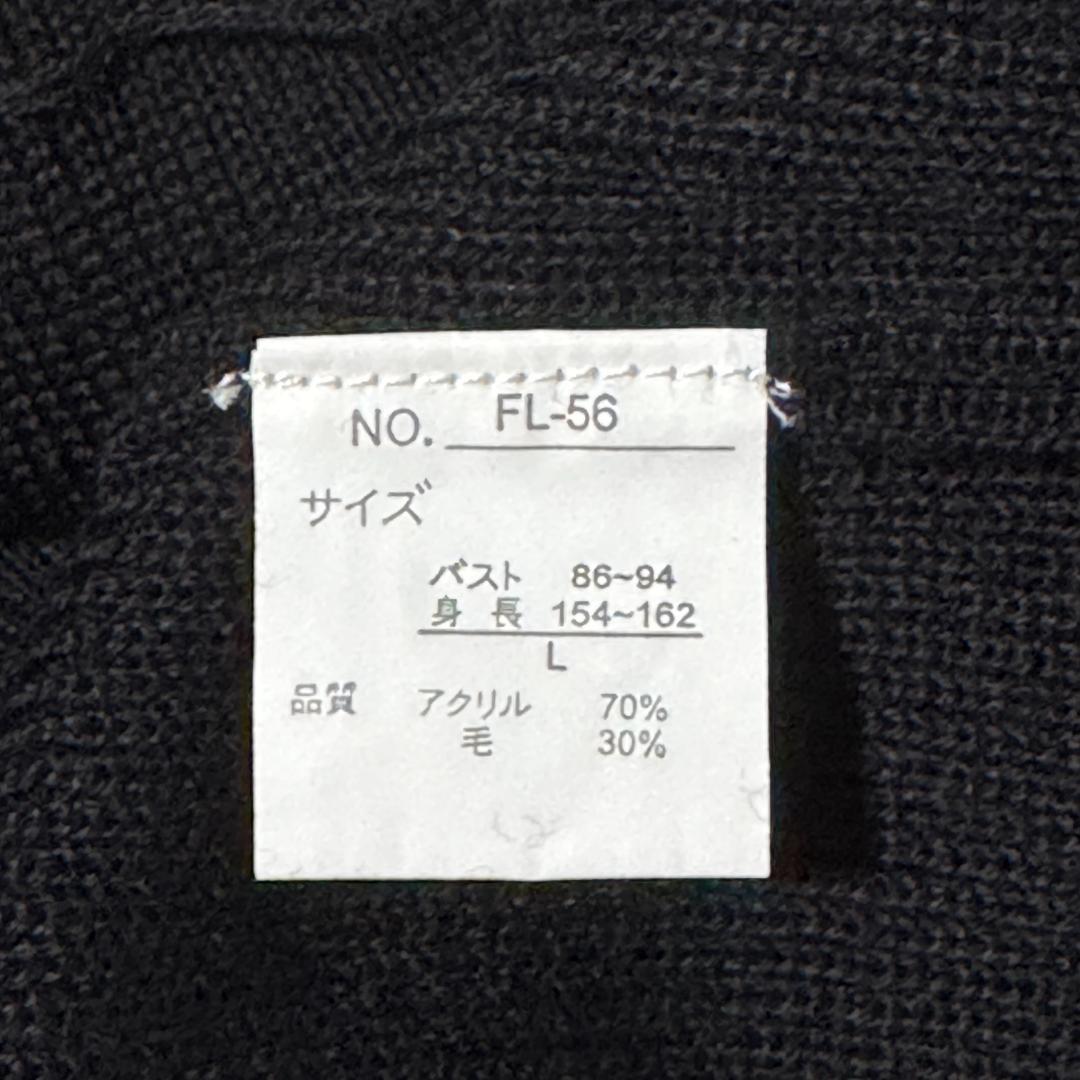 NO. FL-56
サイズ
バスト 86~94
身長 154~162
L
品質 アクリル 70%
毛 30%